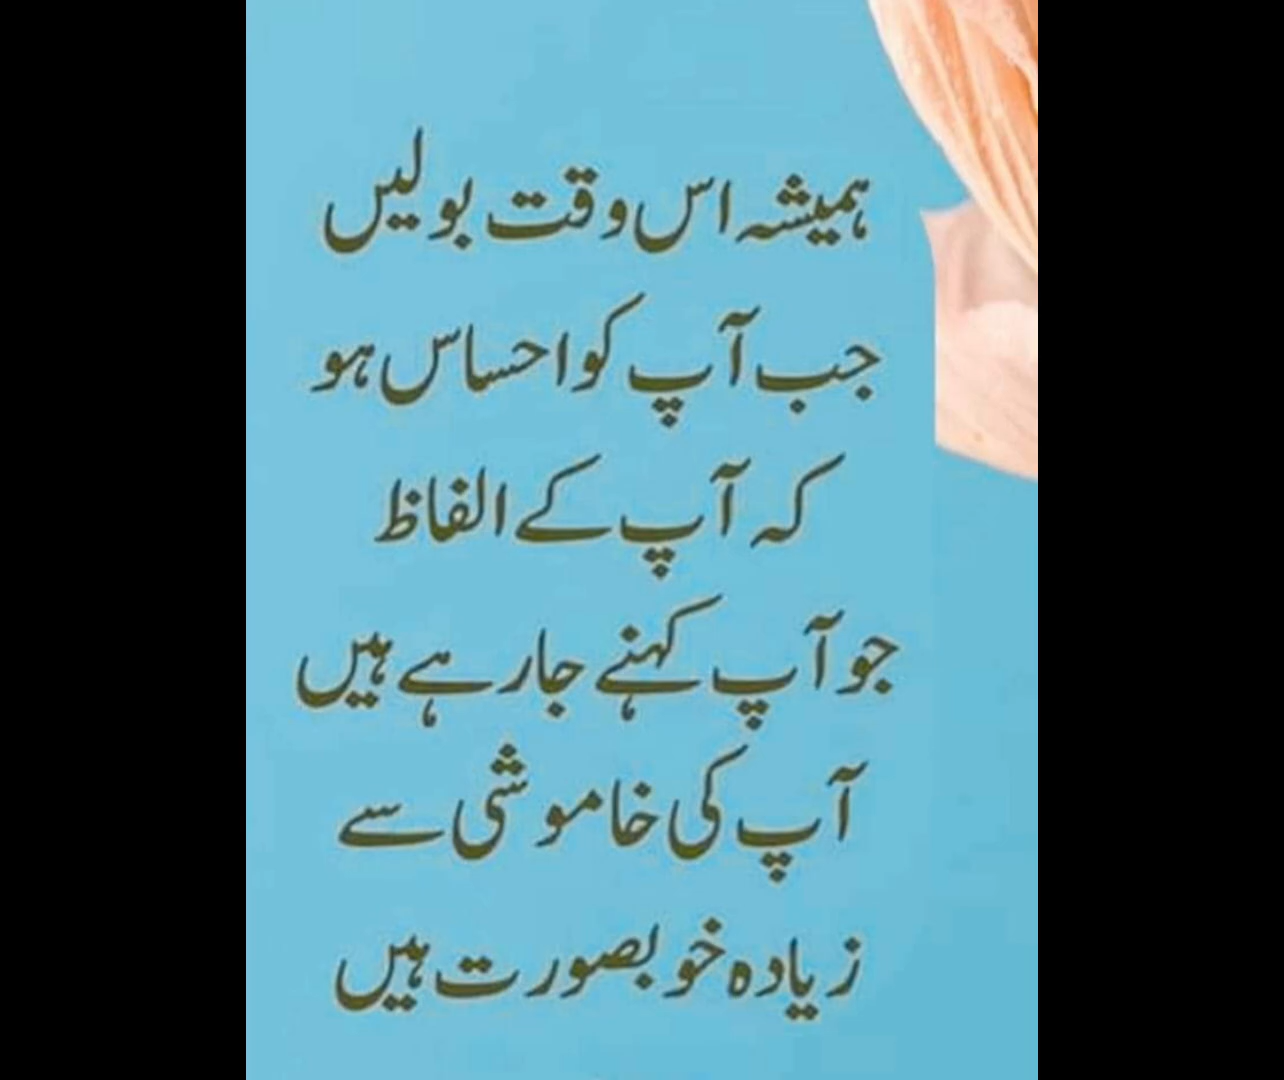 ہمیشہ اس وقت بولیں
جب آپ کو احساس ہو
کہ آپ کے الفاظ
جو آپ کہنے جا رہے ہیں
آپ کی خاموشی سے
زیادہ خوبصورت ہیں